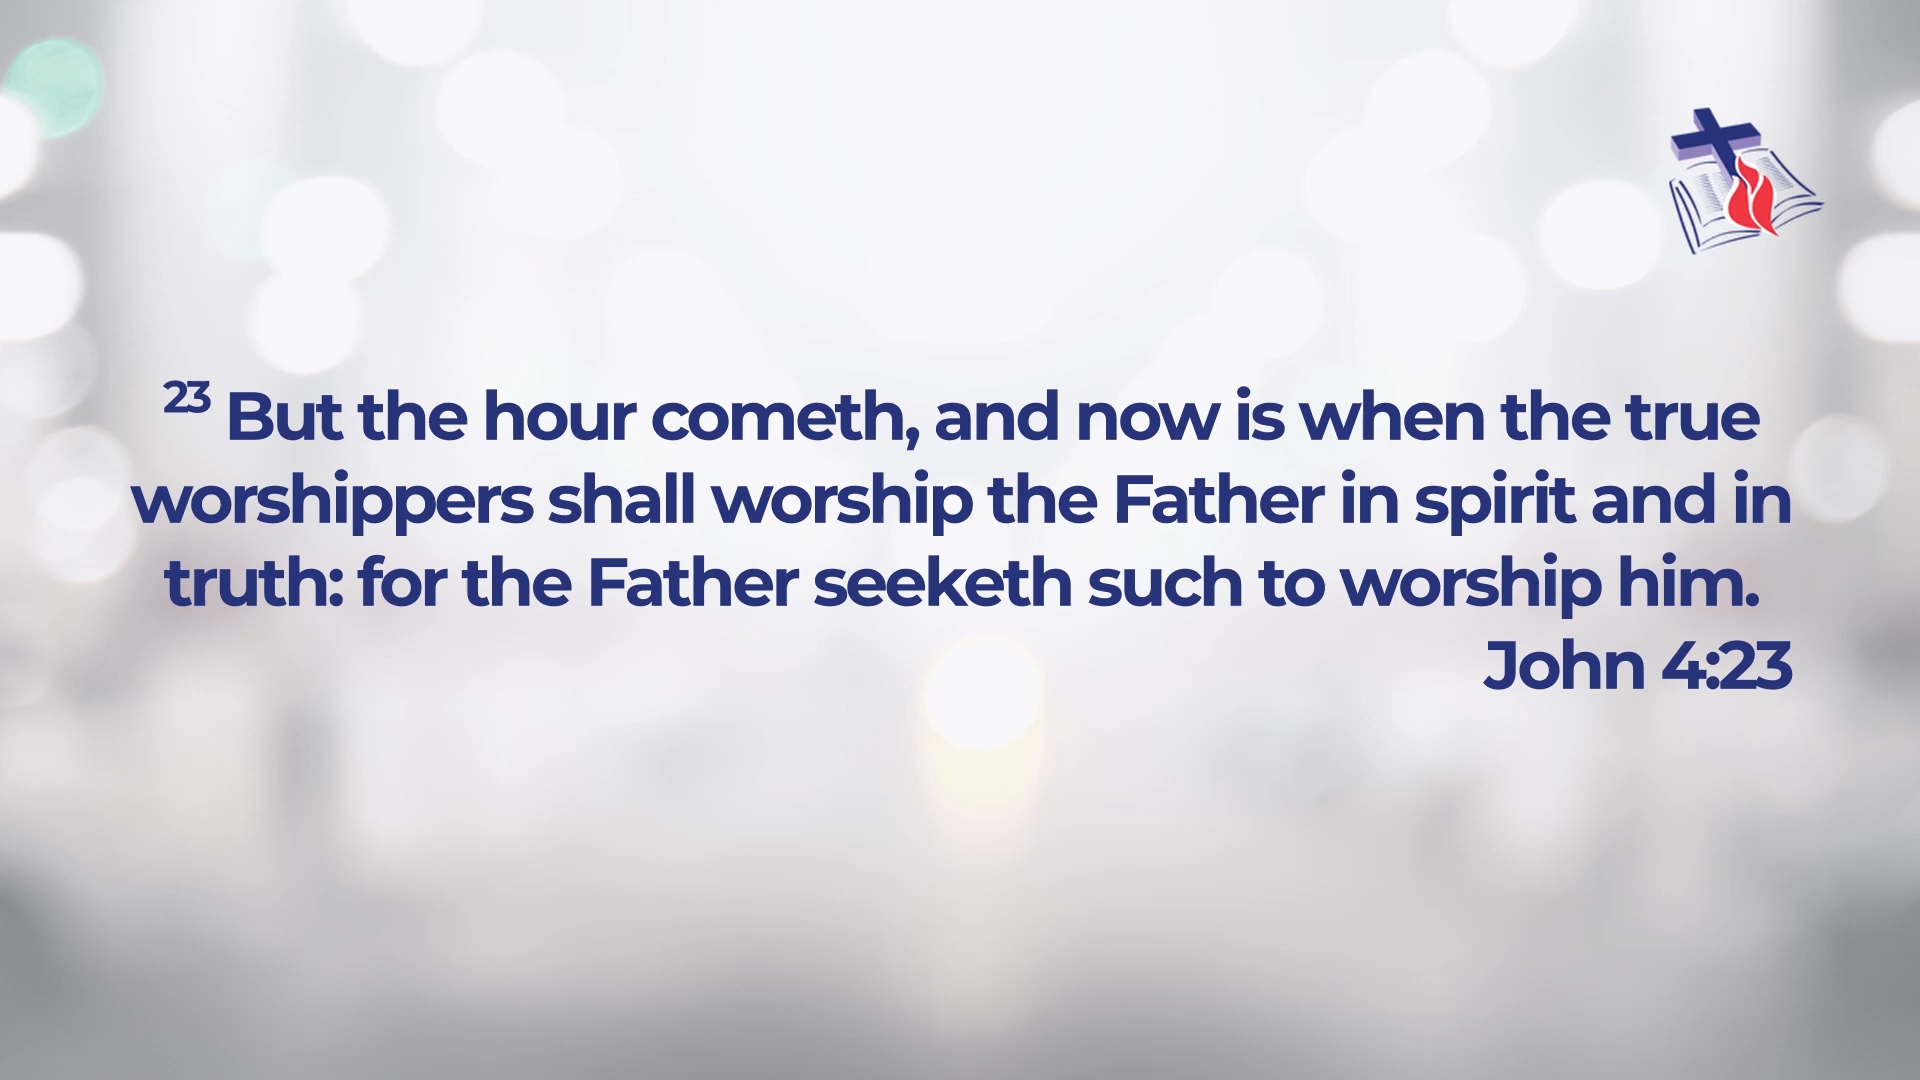 23 But the hour cometh, and now is when the true
worshippers shall worship the Father in spirit and in
truth: for the Father seeketh such to worship him.
John 4:23